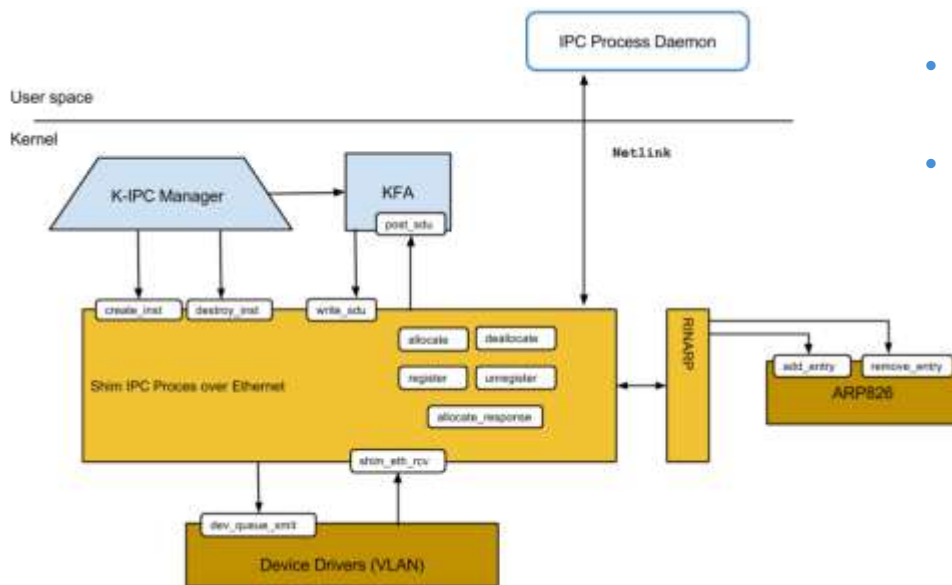 IPC Process Daemon
User space
Kernel
Netlink
K-IPC Manager
KFA
post_sdu
create_inst
destroy_inst
write_sdu
allocate
deallocate
RINARP
add_entry
remove_entry
Shim IPC Proces over Ethernet
register
unregister
ARP826
allocate_response
shim_eth_rcv
dev_queue_xmit
Device Drivers (VLAN)